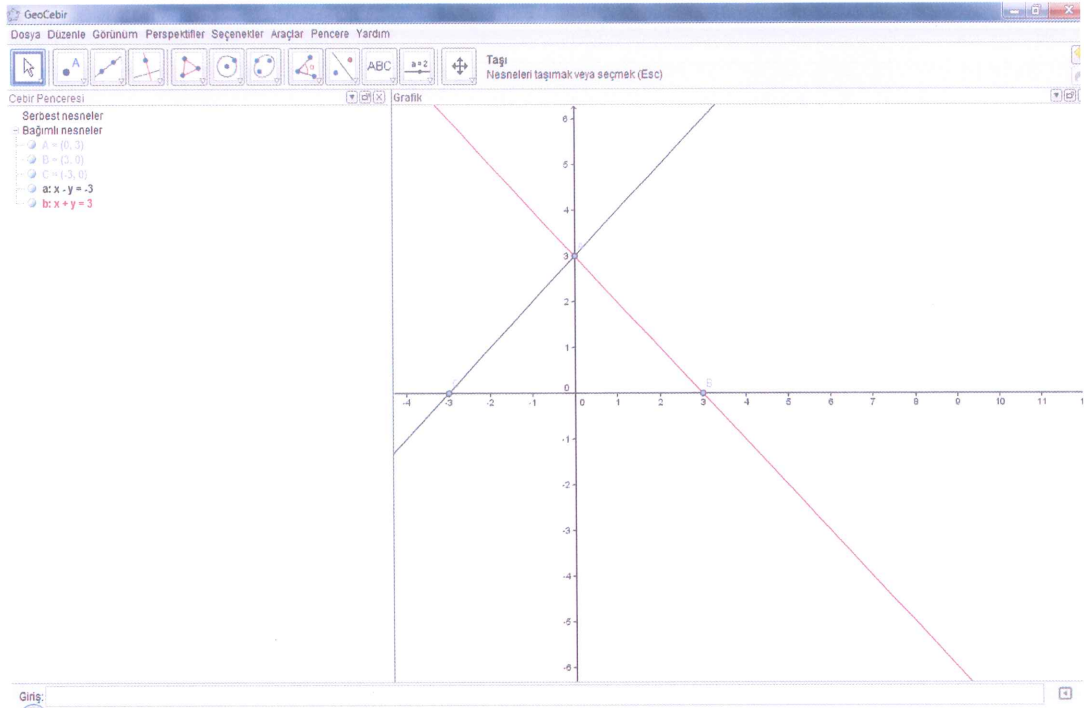 GeoCebir
Dosya Düzenle Görünüm Perspektifler Seçenekler Araçlar Pencere Yardım
ABC
a=2
Taşı
Nesneleri taşımak veya seçmek (Esc)
Cebir Penceresi
Grafik
Serbest nesneler
Bağımlı nesneler
A = (0, 3)
B = (3, 0)
C = (-3, 0)
a: x - y = -3
b: x + y = 3
6
5
4
A
3
2
1
C
B
0
-4 -3 -2 -1 0 1 2 3 4 5 6 7 8 9 10 11
-1
-2
-3
-4
-5
-6
Giriş: